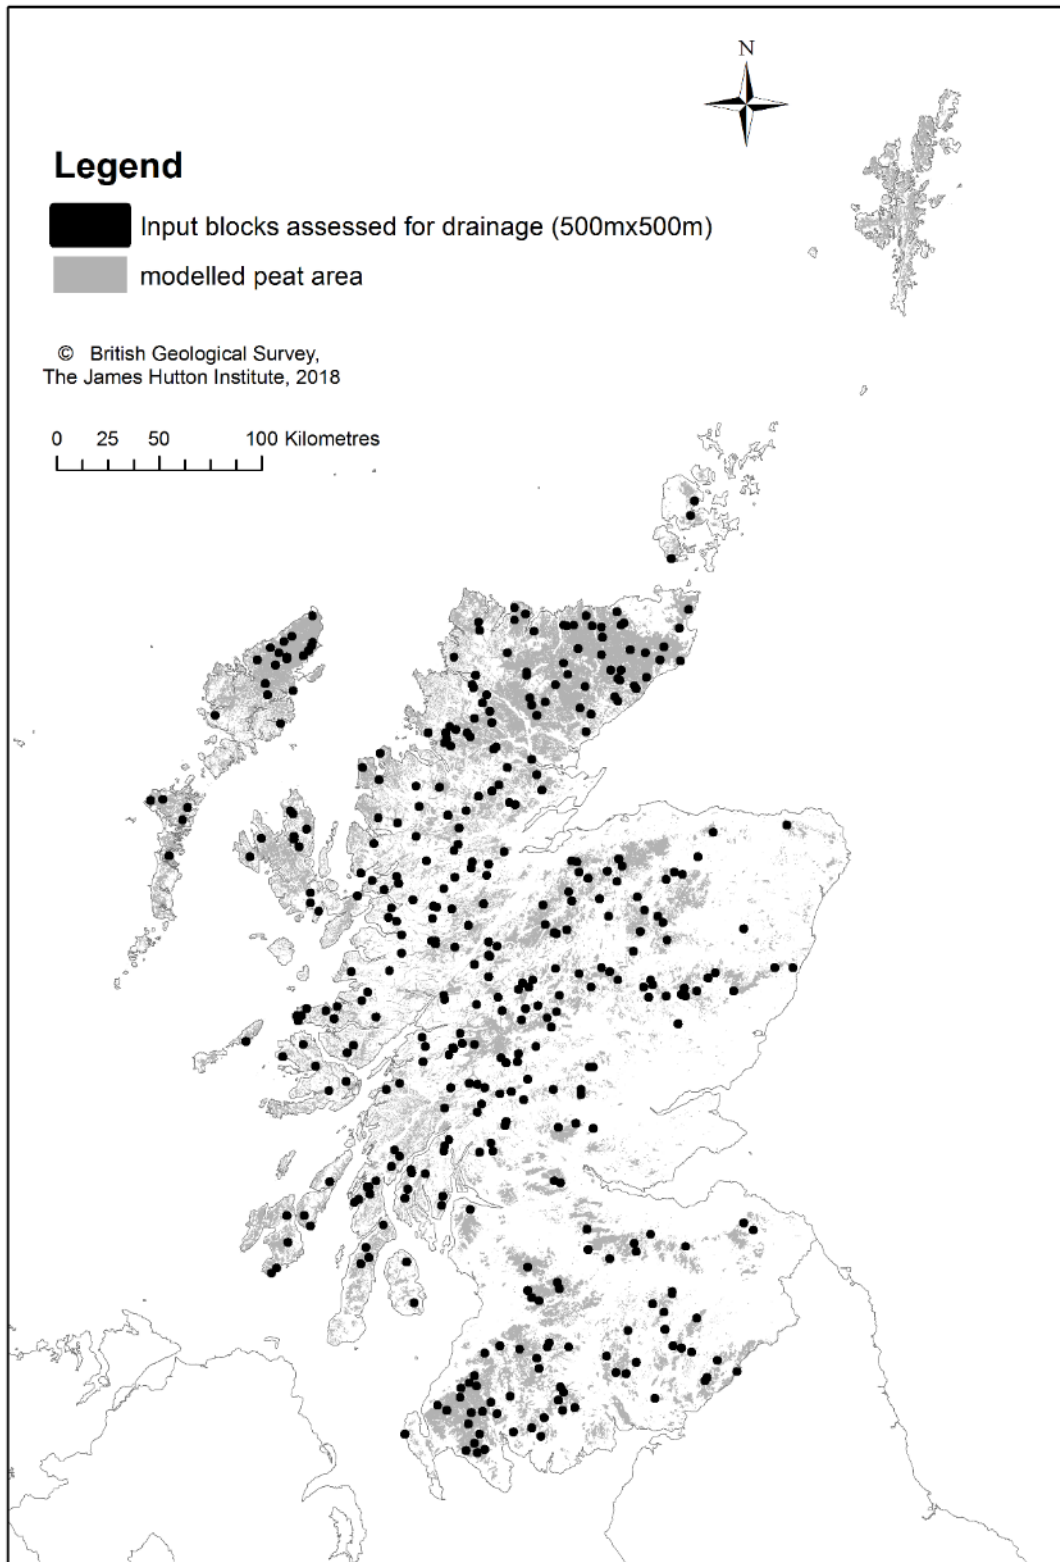 N
Legend
Input blocks assessed for drainage (500mx500m)
modelled peat area
© British Geological Survey,
The James Hutton Institute, 2018
0 25 50 100 Kilometres